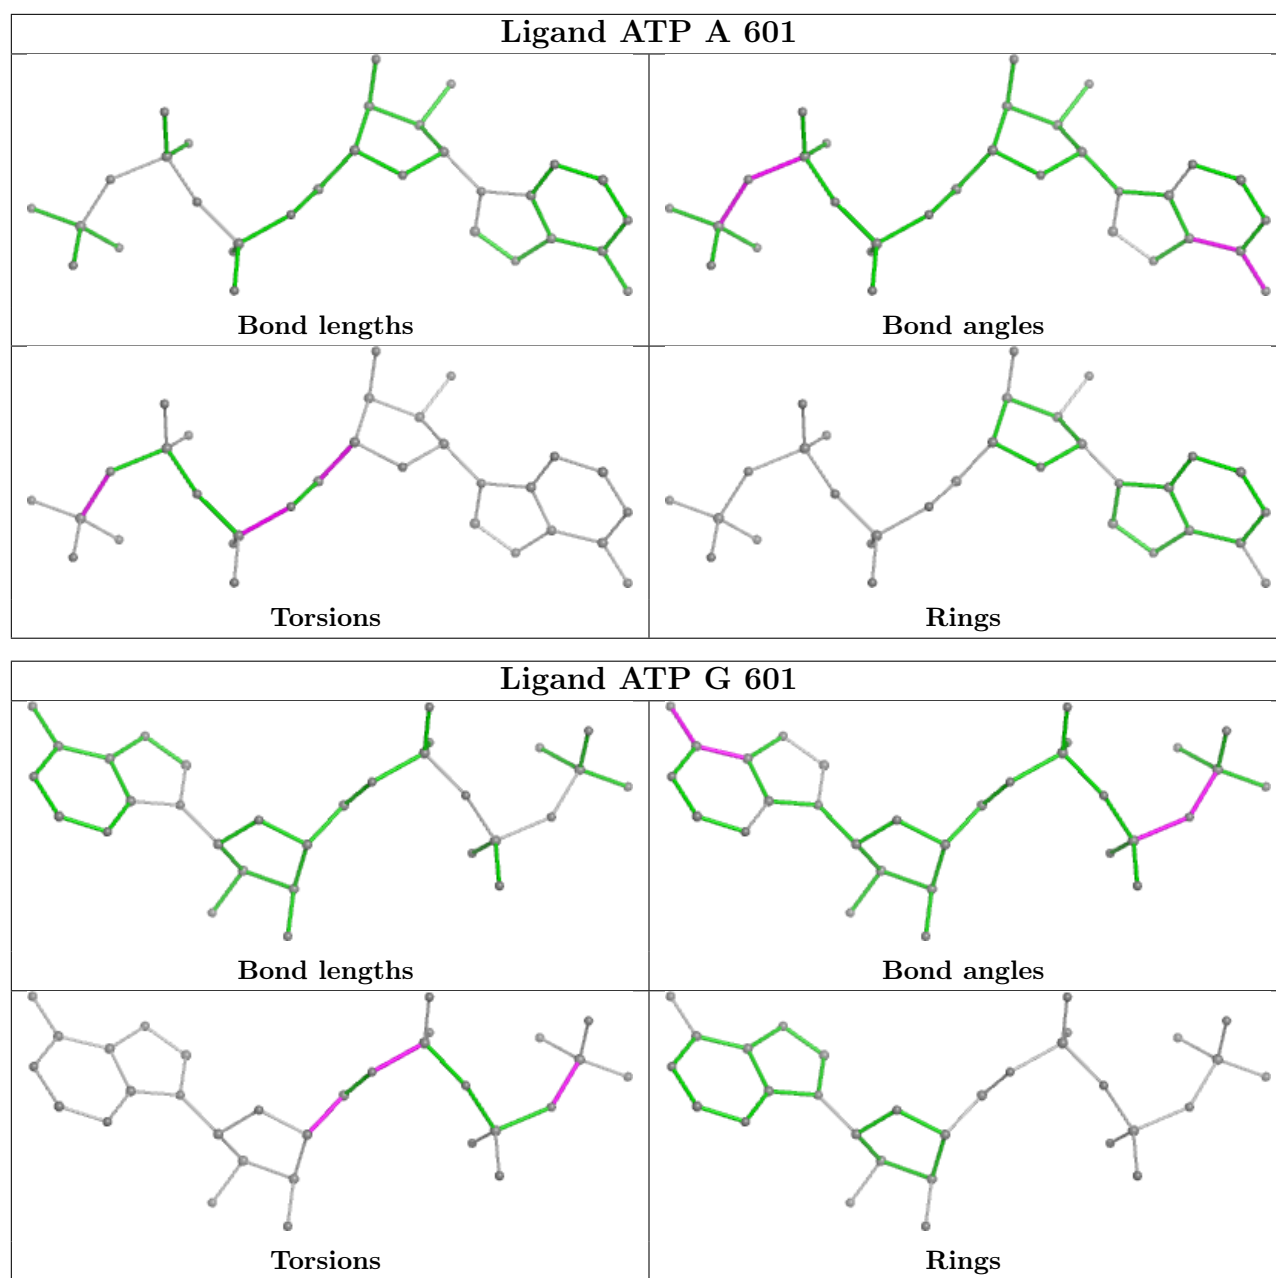 Ligand ATP A 601
Bond lengths
Bond angles
Torsions
Rings
Ligand ATP G 601
Bond lengths
Bond angles
Torsions
Rings